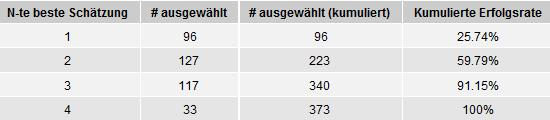 N-te beste Schätzung # ausgewählt # ausgewählt (kumuliert) Kumulierte Erfolgsrate
1 96 96 25.74%
2 127 223 59.79%
3 117 340 91.15%
4 33 373 100%